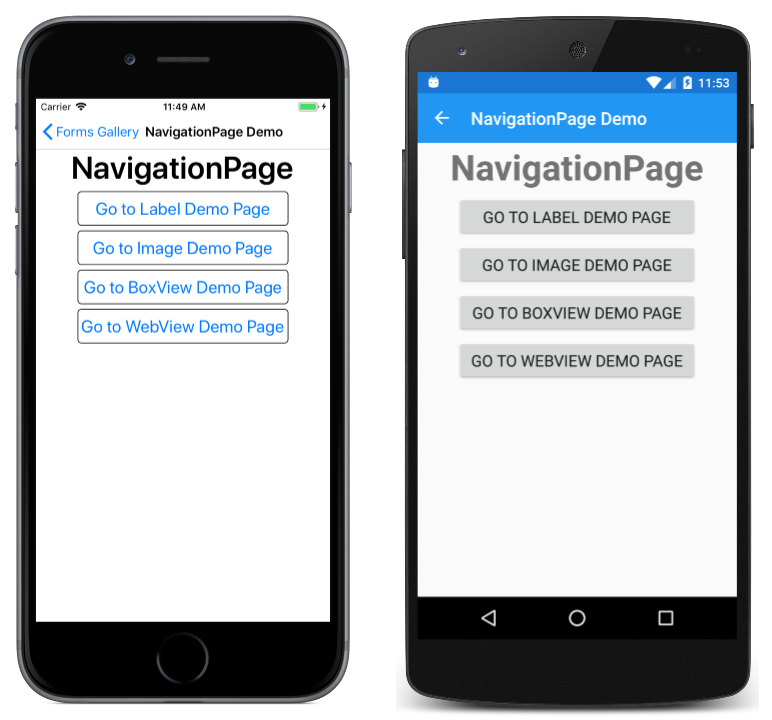 Carrier 11:49 AM
Forms Gallery NavigationPage Demo
NavigationPage
Go to Label Demo Page
Go to Image Demo Page
Go to BoxView Demo Page
Go to WebView Demo Page
11:53
NavigationPage Demo
NavigationPage
GO TO LABEL DEMO PAGE
GO TO IMAGE DEMO PAGE
GO TO BOXVIEW DEMO PAGE
GO TO WEBVIEW DEMO PAGE